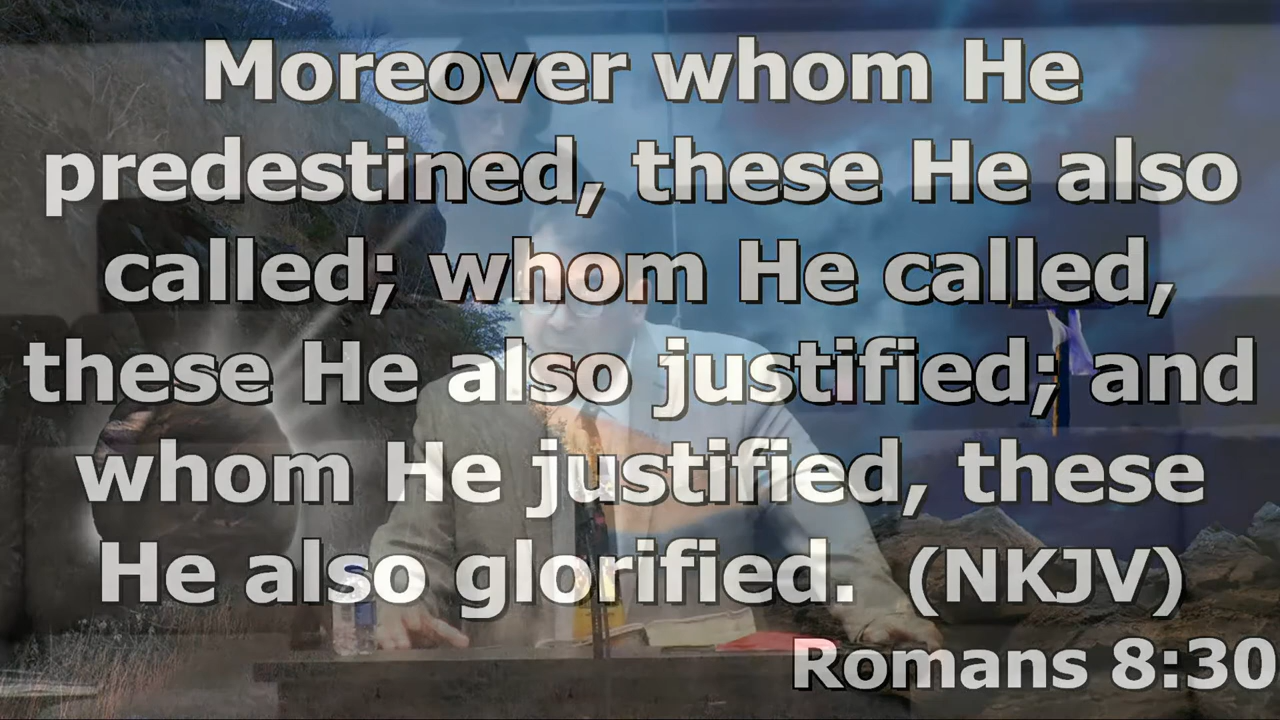 Moreover whom He
predestined, these He also
called; whom He called,
these He also justified; and
whom He justified, these
He also glorified. (NKJV)
Romans 8:30